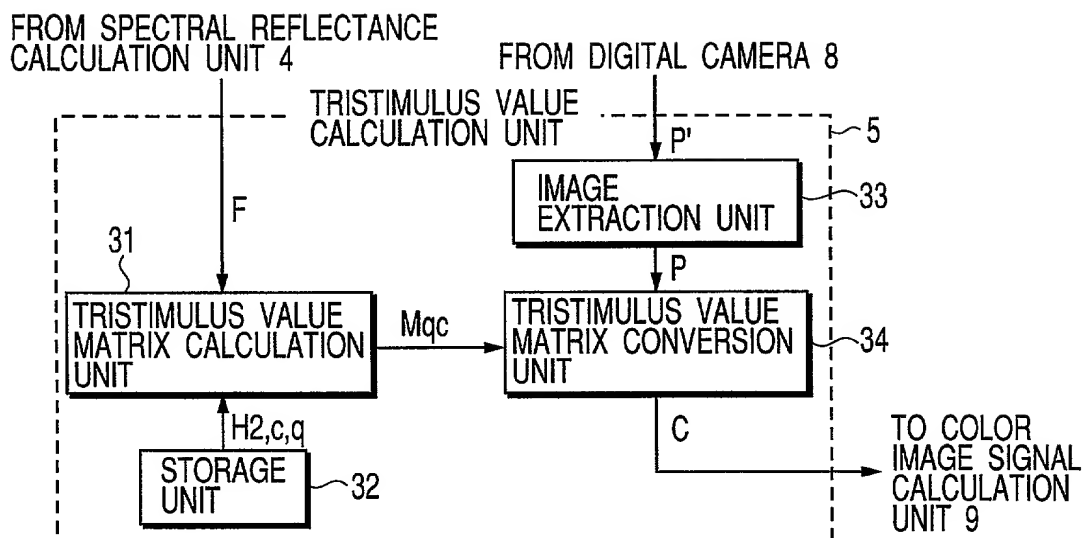 FROM SPECTRAL REFLECTANCE
CALCULATION UNIT 4
FROM DIGITAL CAMERA 8
TRISTIMULUS VALUE
CALCULATION UNIT
5
P'
IMAGE
EXTRACTION UNIT
33
F
31
P
TRISTIMULUS VALUE
MATRIX CALCULATION
UNIT
Mqc
TRISTIMULUS VALUE
MATRIX CONVERSION
UNIT
34
H2,c,q
C
STORAGE
UNIT
32
TO COLOR
IMAGE SIGNAL
CALCULATION
UNIT 9